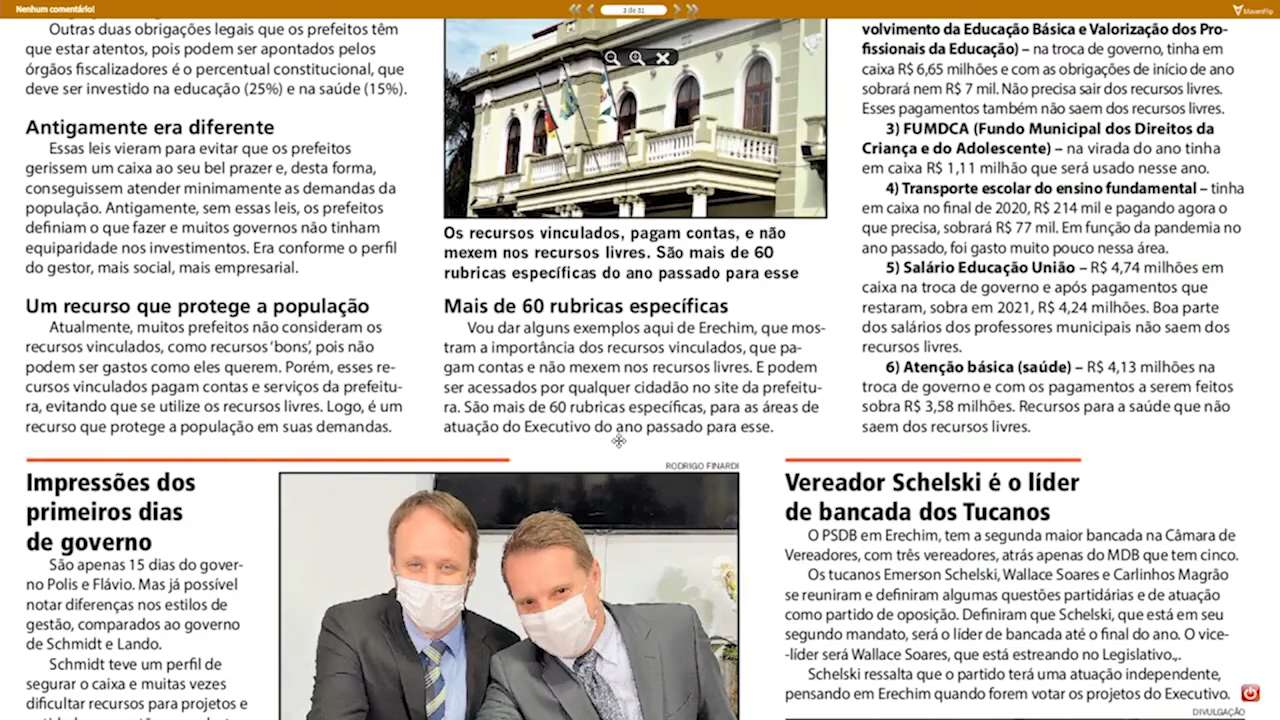 Nenhum comentário!
3 de 31
MavenFlip
Outras duas obrigações legais que os prefeitos têm
que estar atentos, pois podem ser apontados pelos
órgãos fiscalizadores é o percentual constitucional, que
deve ser investido na educação (25%) e na saúde (15%).
Antigamente era diferente
Essas leis vieram para evitar que os prefeitos
gerissem um caixa ao seu bel prazer e, desta forma,
conseguissem atender minimamente as demandas da
população. Antigamente, sem essas leis, os prefeitos
definiam o que fazer e muitos governos não tinham
equiparidade nos investimentos. Era conforme o perfil
do gestor, mais social, mais empresarial.
Um recurso que protege a população
Atualmente, muitos prefeitos não consideram os
recursos vinculados, como recursos ‘bons’, pois não
podem ser gastos como eles querem. Porém, esses re-
cursos vinculados pagam contas e serviços da prefeitu-
ra, evitando que se utilize os recursos livres. Logo, é um
recurso que protege a população em suas demandas.
Os recursos vinculados, pagam contas, e não
mexem nos recursos livres. São mais de 60
rubricas específicas do ano passado para esse
Mais de 60 rubricas específicas
Vou dar alguns exemplos aqui de Erechim, que mos-
tram a importância dos recursos vinculados, que pa-
gam contas e não mexem nos recursos livres. E podem
ser acessados por qualquer cidadão no site da prefeitu-
ra. São mais de 60 rubricas específicas, para as áreas de
atuação do Executivo do ano passado para esse.
volvimento da Educação Básica e Valorização dos Pro-
fissionais da Educação) – na troca de governo, tinha em
caixa R$ 6,65 milhões e com as obrigações de início de ano
sobrará nem R$ 7 mil. Não precisa sair dos recursos livres.
Esses pagamentos também não saem dos recursos livres.
3) FUMDCA (Fundo Municipal dos Direitos da
Criança e do Adolescente) – na virada do ano tinha
em caixa R$ 1,11 milhão que será usado nesse ano.
4) Transporte escolar do ensino fundamental – tinha
em caixa no final de 2020, R$ 214 mil e pagando agora o
que precisa, sobrará R$ 77 mil. Em função da pandemia no
ano passado, foi gasto muito pouco nessa área.
5) Salário Educação União – R$ 4,74 milhões em
caixa na troca de governo e após pagamentos que
restaram, sobra em 2021, R$ 4,24 milhões. Boa parte
dos salários dos professores municipais não saem dos
recursos livres.
6) Atenção básica (saúde) – R$ 4,13 milhões na
troca de governo e com os pagamentos a serem feitos
sobra R$ 3,58 milhões. Recursos para a saúde que não
saem dos recursos livres.
Impressões dos
primeiros dias
de governo
São apenas 15 dias do gover-
no Polis e Flávio. Mas já possível
notar diferenças nos estilos de
gestão, comparados ao governo
de Schmidt e Lando.
Schmidt teve um perfil de
segurar o caixa e muitas vezes
dificultar recursos para projetos e
RODRIGO FINARDI
Vereador Schelski é o líder
de bancada dos Tucanos
O PSDB em Erechim, tem a segunda maior bancada na Câmara de
Vereadores, com três vereadores, atrás apenas do MDB que tem cinco.
Os tucanos Emerson Schelski, Wallace Soares e Carlinhos Magrão
se reuniram e definiram algumas questões partidárias e de atuação
como partido de oposição. Definiram que Schelski, que está em seu
segundo mandato, será o líder de bancada até o final do ano. O vice-
-líder será Wallace Soares, que está estreando no Legislativo.,.
Schelski ressalta que o partido terá uma atuação independente,
pensando em Erechim quando forem votar os projetos do Executivo.
DIVULGAÇÃO